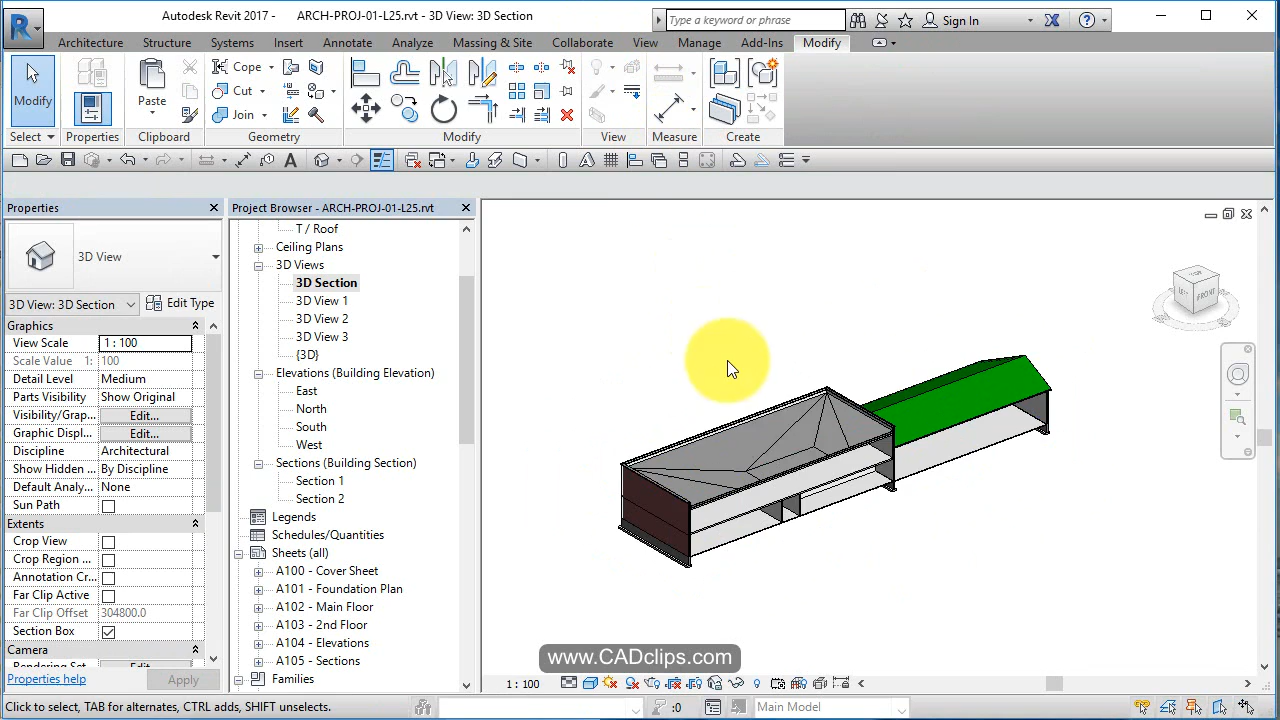 Autodesk Revit 2017 - ARCH-PROJ-01-L25.rvt - 3D View: 3D Section
Type a keyword or phrase
Sign In
Architecture Structure Systems Insert Annotate Analyze Massing & Site Collaborate View Manage Add-Ins Modify
Modify
Paste
Cope
Cut
Join
Select Properties Clipboard Geometry Modify View Measure Create
Properties
3D View
3D View: 3D Section Edit Type
Graphics
View Scale 1 : 100
Scale Value 1: 100
Detail Level Medium
Parts Visibility Show Original
Visibility/Grap... Edit...
Graphic Displ... Edit...
Discipline Architectural
Show Hidden ... By Discipline
Default Analy... None
Sun Path
Extents
Crop View
Crop Region ...
Annotation Cr...
Far Clip Active
Far Clip Offset 304800.0
Section Box
Camera
Properties help Apply
Project Browser - ARCH-PROJ-01-L25.rvt
T / Roof
Ceiling Plans
3D Views
3D Section
3D View 1
3D View 2
3D View 3
{3D}
Elevations (Building Elevation)
East
North
South
West
Sections (Building Section)
Section 1
Section 2
Legends
Schedules/Quantities
Sheets (all)
A100 - Cover Sheet
A101 - Foundation Plan
A102 - Main Floor
A103 - 2nd Floor
A104 - Elevations
A105 - Sections
Families
FRONT
www.CADclips.com
1 : 100
Click to select, TAB for alternates, CTRL adds, SHIFT unselects.
:0
Main Model